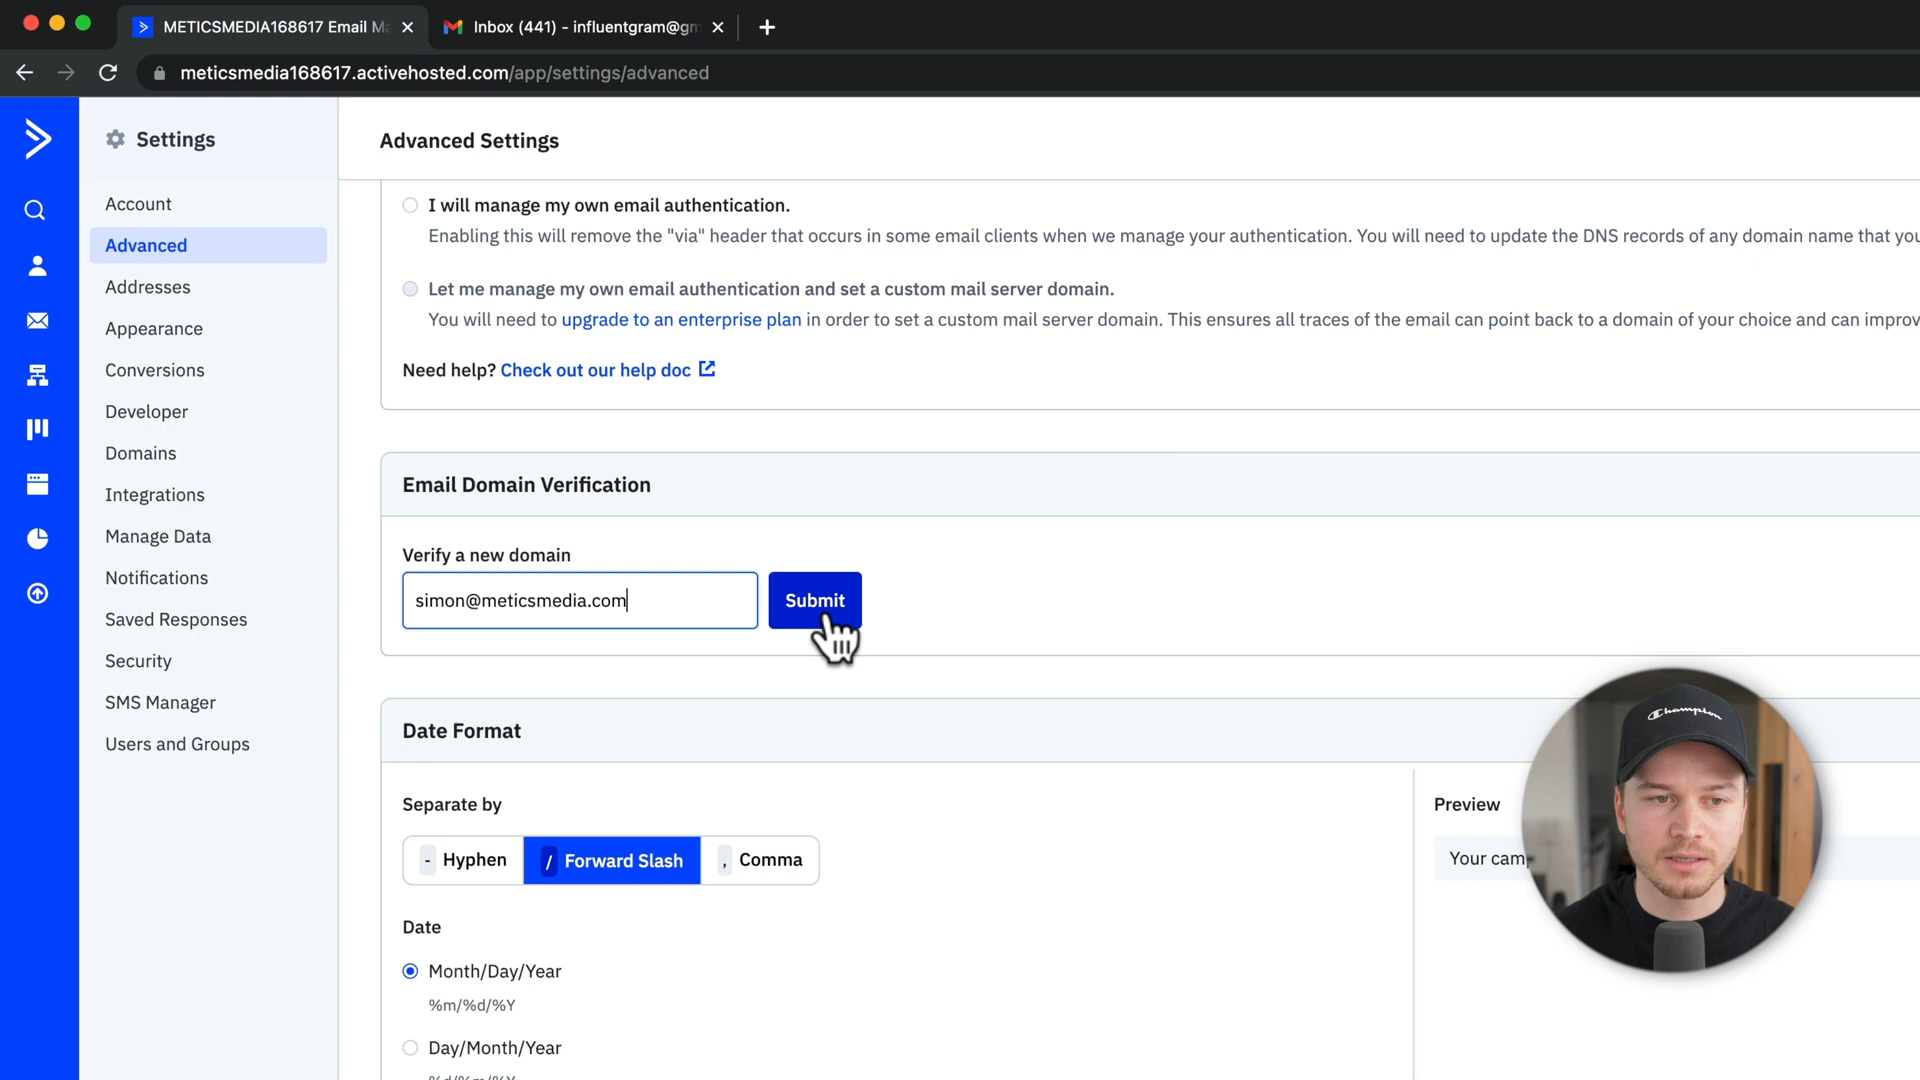 METICSMEDIA168617 Email Ma
Inbox (441) - influentgram@gm
meticsmedia168617.activehosted.com/app/settings/advanced
Settings
Account
Advanced
Addresses
Appearance
Conversions
Developer
Domains
Integrations
Manage Data
Notifications
Saved Responses
Security
SMS Manager
Users and Groups
Advanced Settings
I will manage my own email authentication.
Enabling this will remove the "via" header that occurs in some email clients when we manage your authentication. You will need to update the DNS records of any domain name that you
Let me manage my own email authentication and set a custom mail server domain.
You will need to upgrade to an enterprise plan in order to set a custom mail server domain. This ensures all traces of the email can point back to a domain of your choice and can improv
Need help? Check out our help doc
Email Domain Verification
Verify a new domain
simon@meticsmedia.com
Submit
Date Format
Separate by
- Hyphen
/ Forward Slash
, Comma
Date
Month/Day/Year
%m/%d/%Y
Day/Month/Year
%d/%m/%Y
Preview
Your cam
Champion